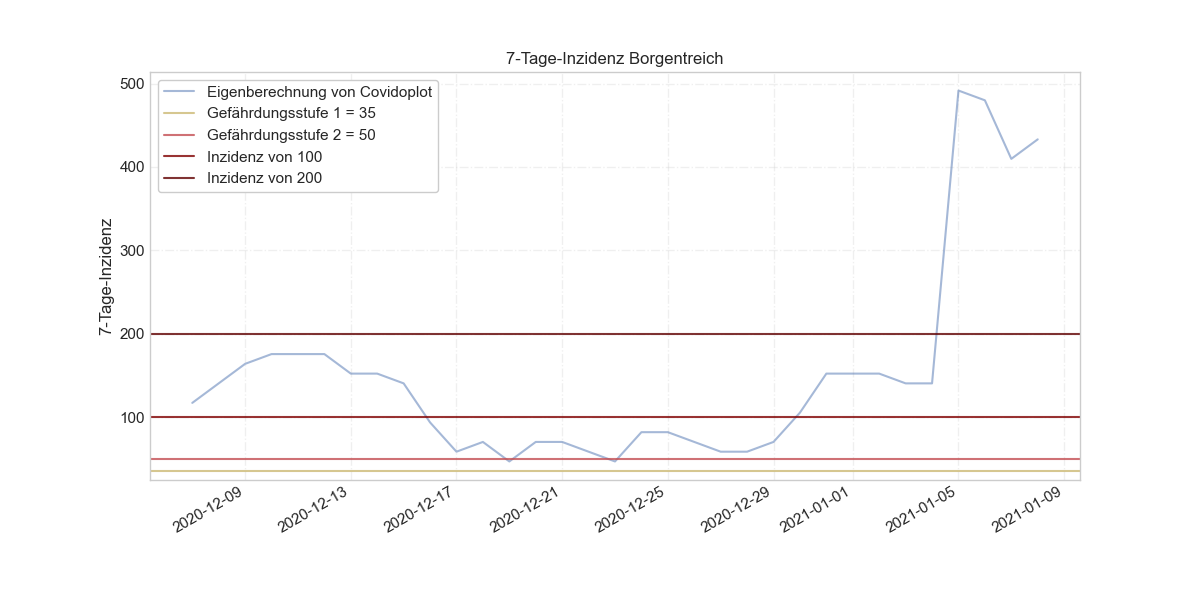 7-Tage-Inzidenz Borgentreich
Eigenberechnung von Covidoplot
Gefährdungsstufe 1 = 35
Gefährdungsstufe 2 = 50
Inzidenz von 100
Inzidenz von 200
7-Tage-Inzidenz
500
400
300
200
100
2020-12-09
2020-12-13
2020-12-17
2020-12-21
2020-12-25
2020-12-29
2021-01-01
2021-01-05
2021-01-09